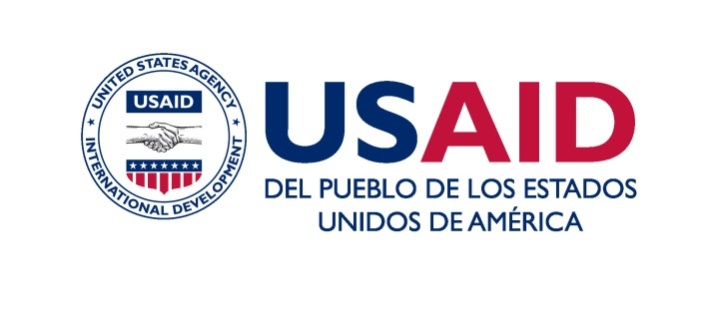 UNITED STATES AGENCY
USAID
INTERNATIONAL DEVELOPMENT
USAID
DEL PUEBLO DE LOS ESTADOS
UNIDOS DE AMÉRICA